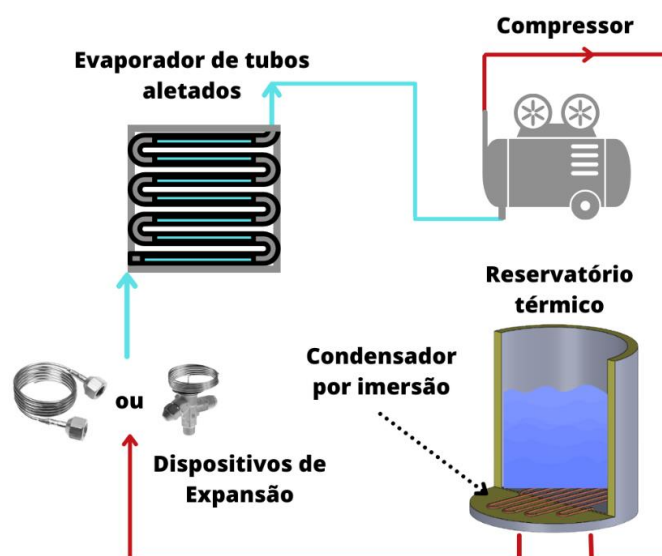 Compressor
Evaporador de tubos
aletados
Reservatório
térmico
Condensador
por imersão
ou
Dispositivos de
Expansão